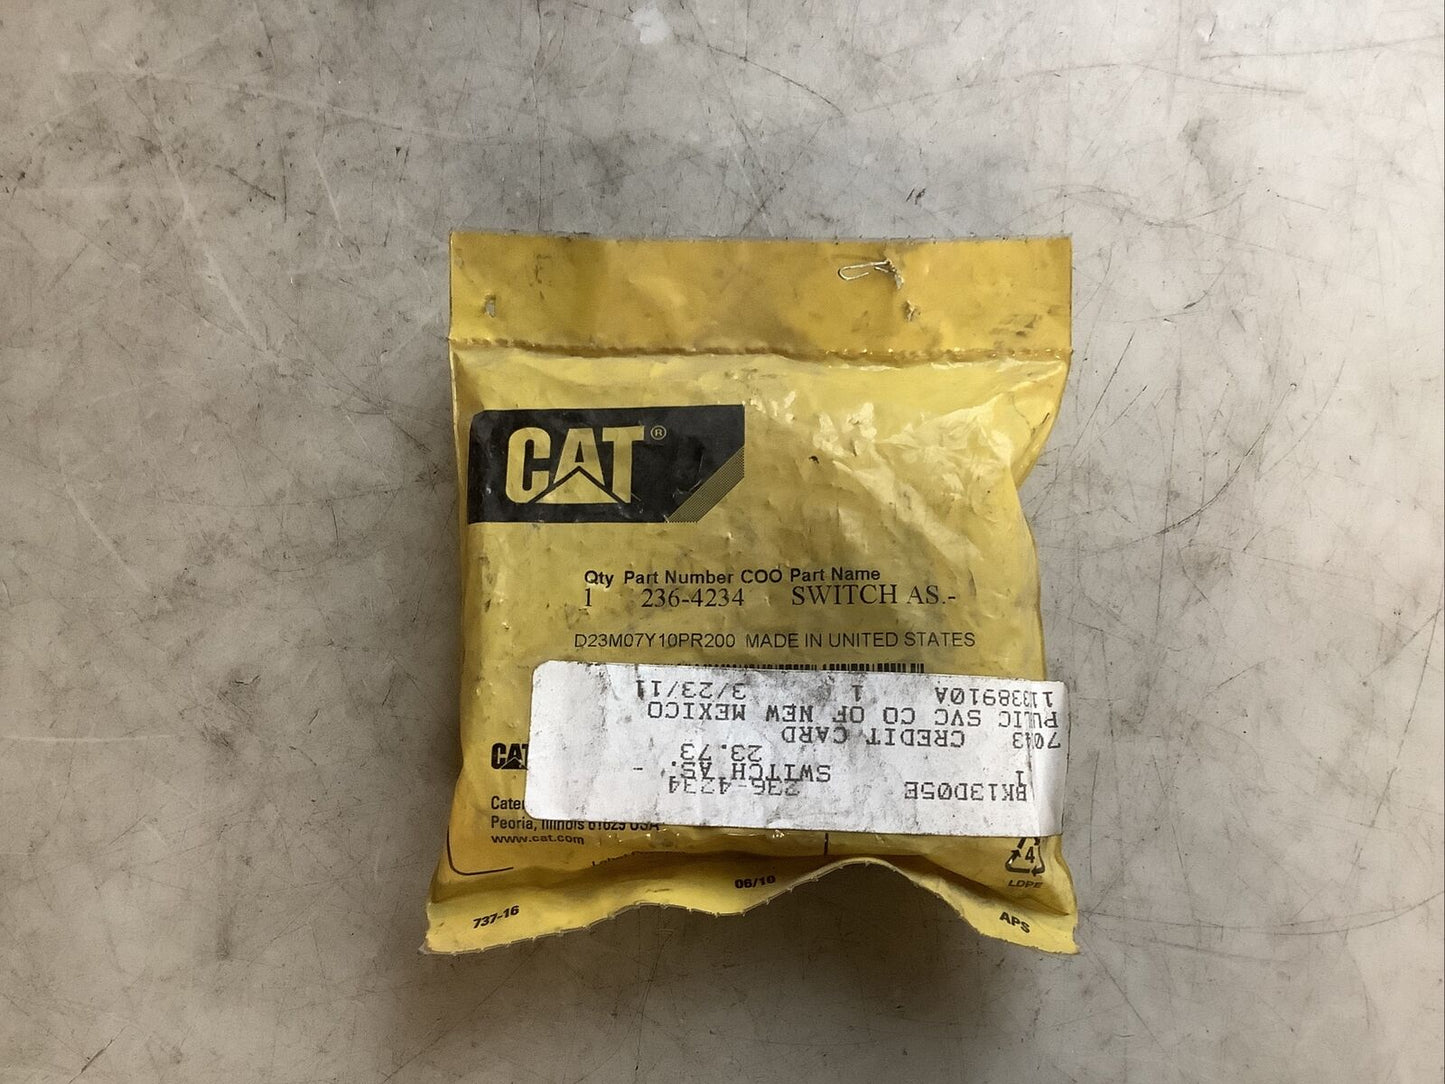 CAT®
Qty Part Number COO Part Name
1 236-4234 SWITCH AS.-
D23M07Y10PR200 MADE IN UNITED STATES
BK13D05E 236-4234
1 SWITCH AS. -
23.73
7043 CREDIT CARD
PULIC SVC CO OF NEW MEXICO
11338910A 1 3/23/11
CAT
Peoria, Illinois 61629 USA
www.cat.com
4
LDPE
737-16 06/10 APS